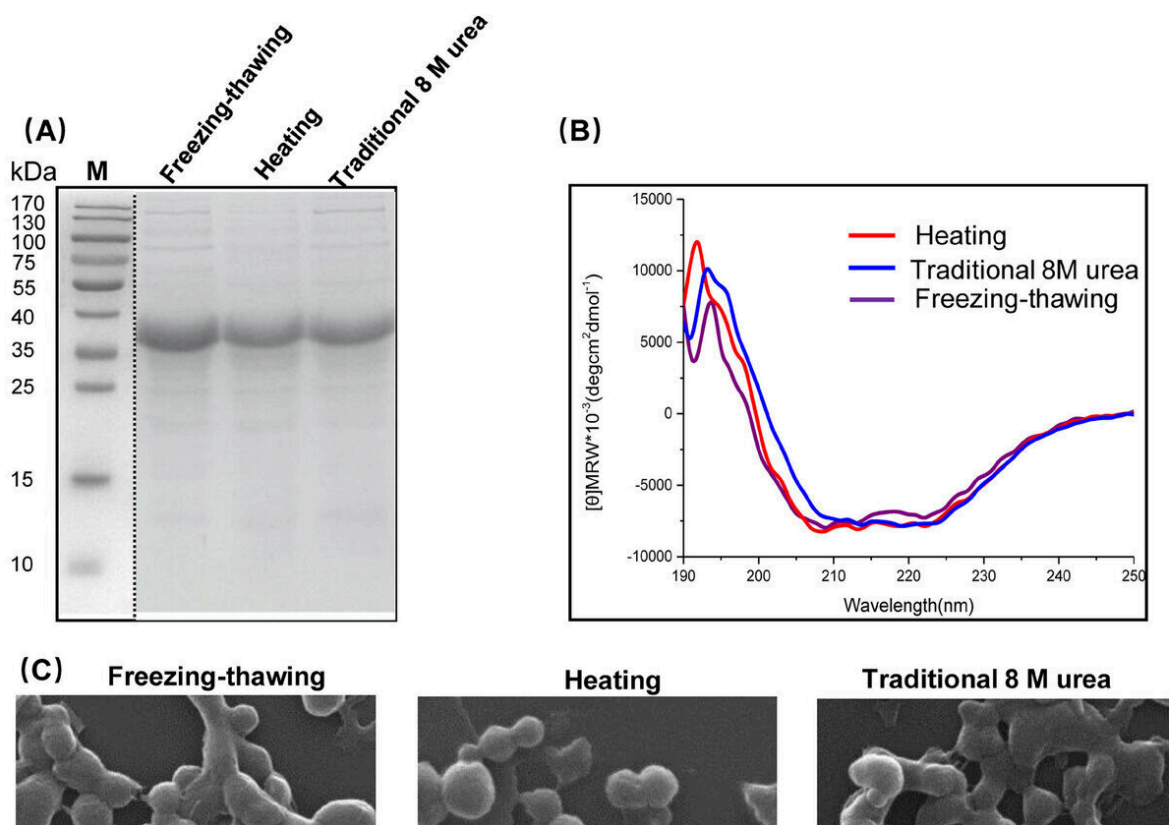 (A)
kDa
M
Freezing-thawing
Heating
Traditional 8 M urea
170
130
100
75
55
40
35
25
15
10
(B)
15000
10000
5000
0
-5000
-10000
[θ]MRW*10⁻³(degcm²dmol⁻¹)
Heating
Traditional 8M urea
Freezing-thawing
190 200 210 220 230 240 250
Wavelength(nm)
(C)
Freezing-thawing
Heating
Traditional 8 M urea